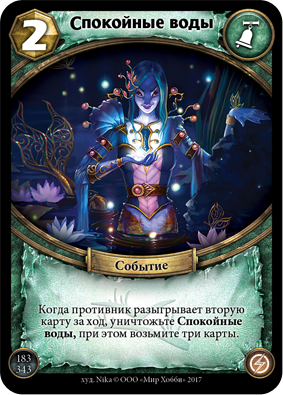 Спокойные воды
2
Событие
Когда противник разыгрывает вторую
карту за ход, уничтожьте Спокойные
воды, при этом возьмите три карты.
183
343
худ. Nika © ООО «Мир Хобби» 2017